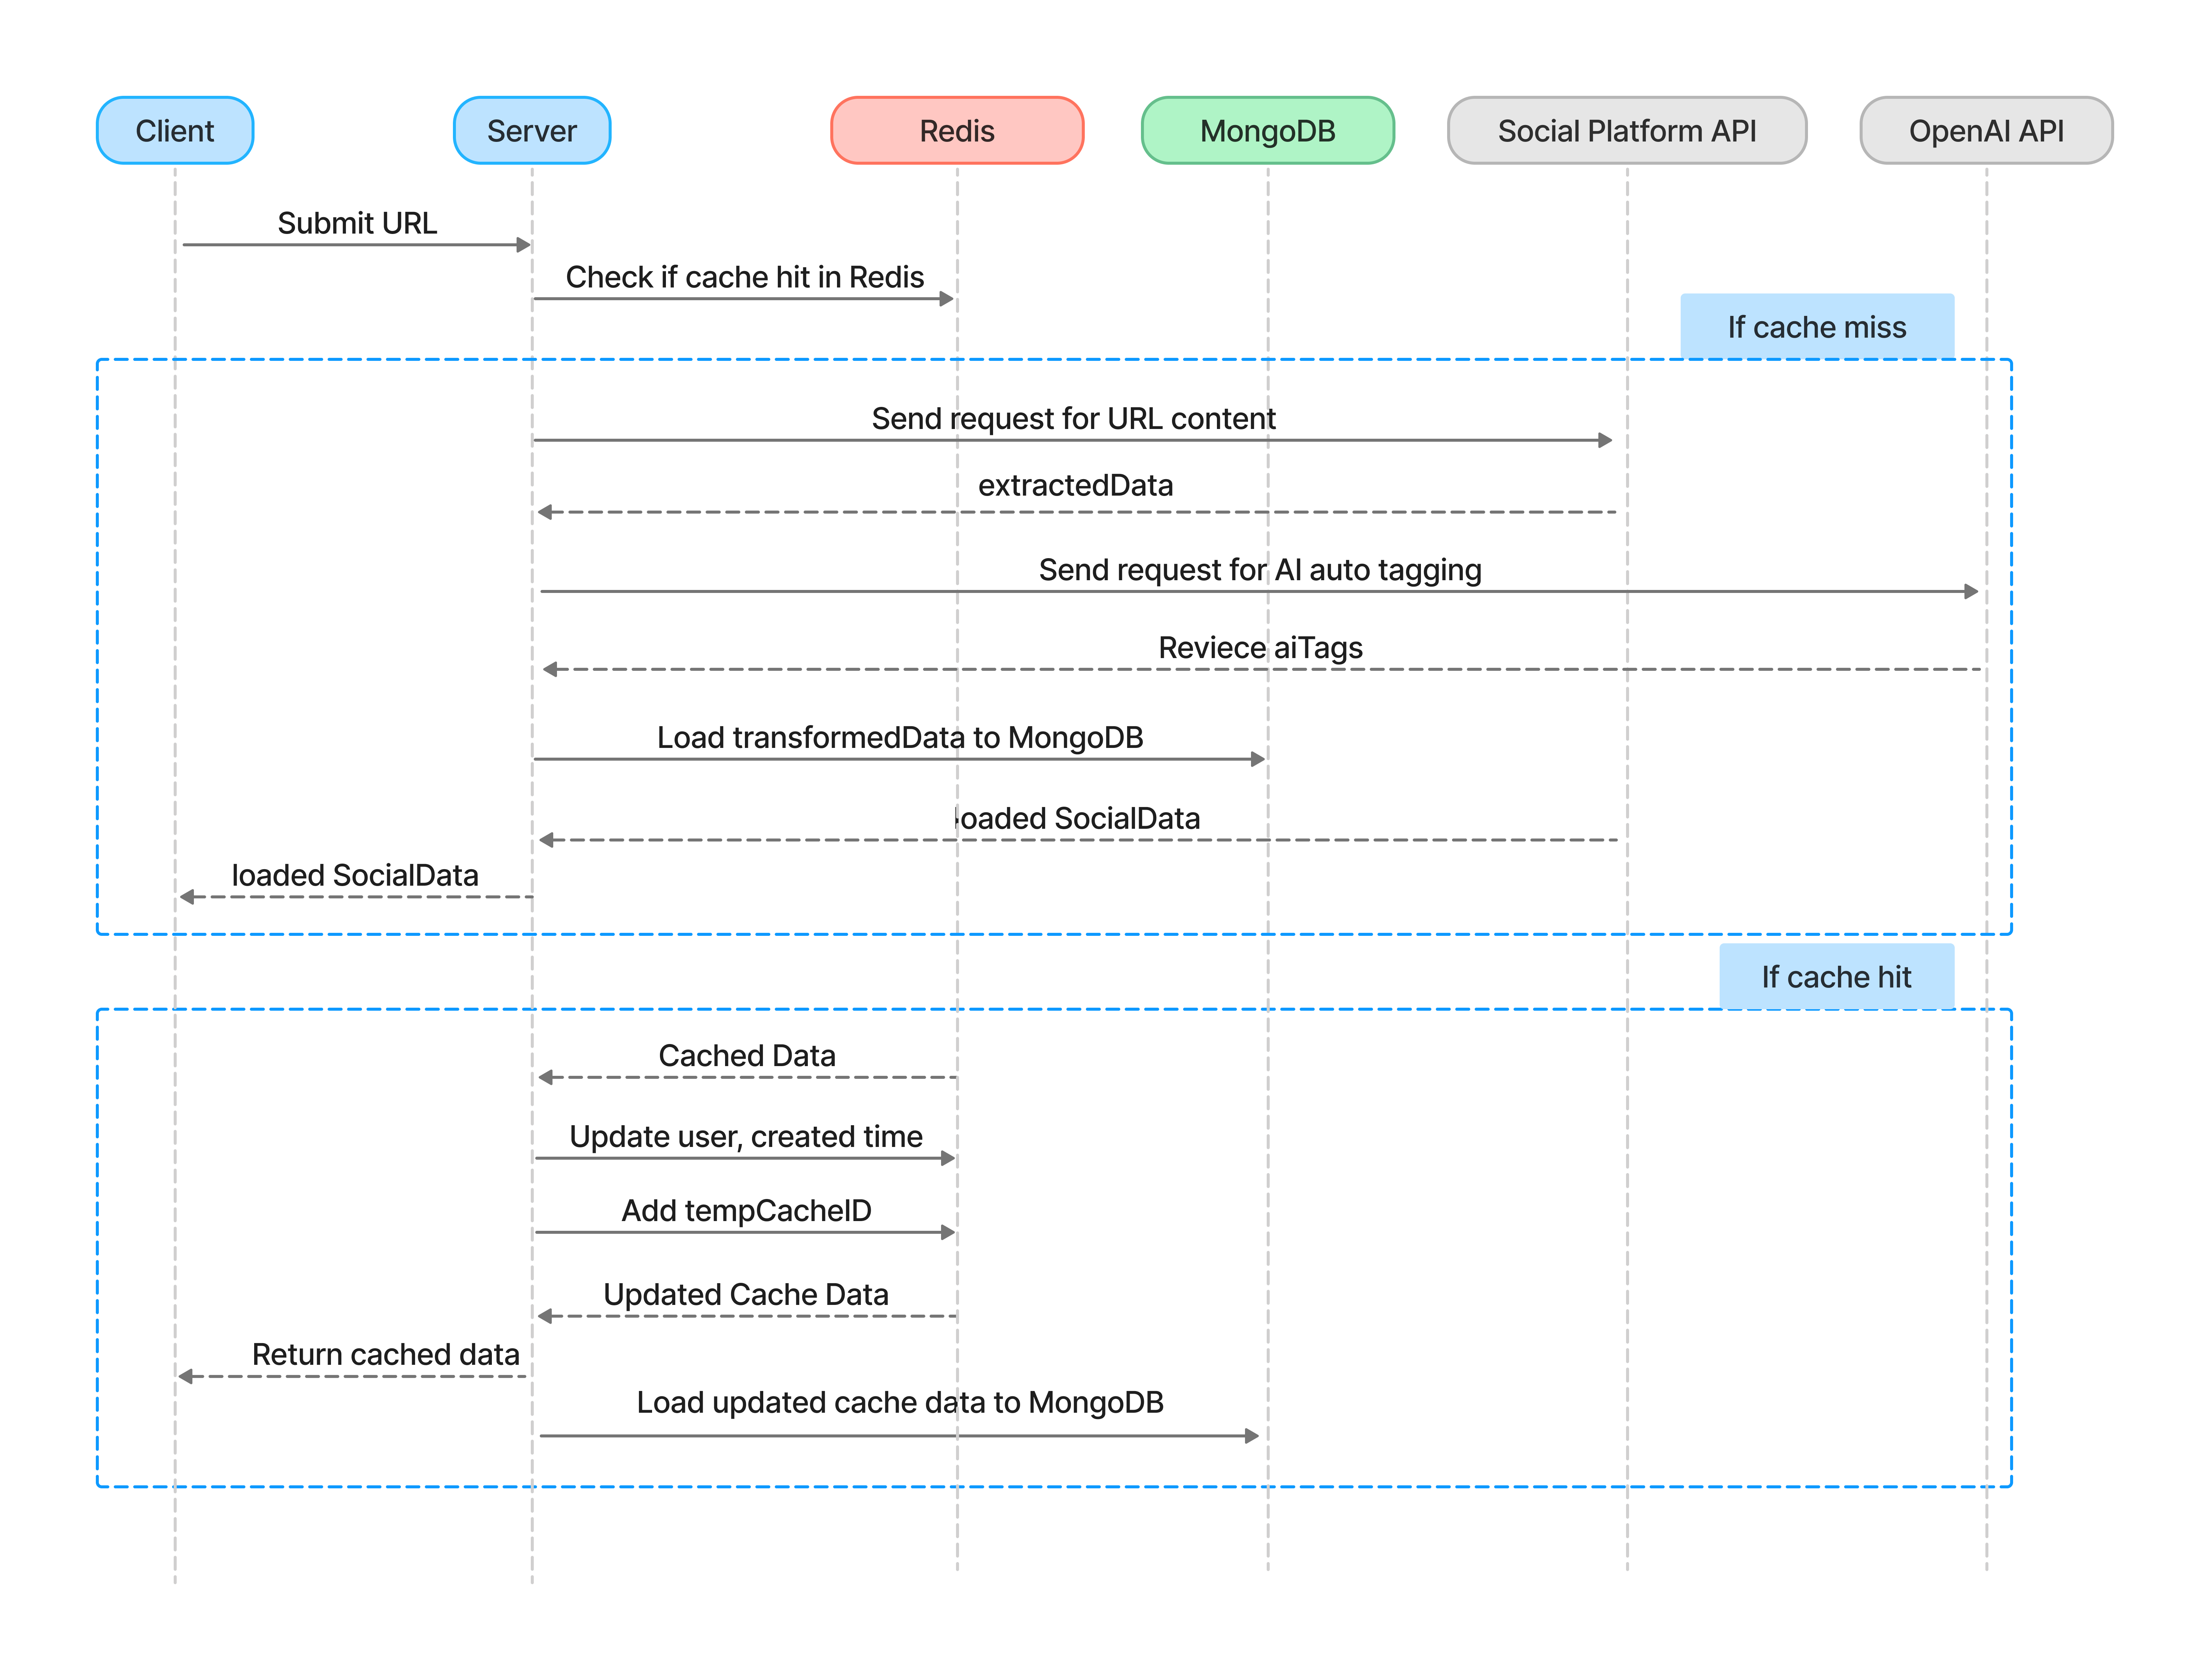 Client
Server
Redis
MongoDB
Social Platform API
OpenAI API
Submit URL
Check if cache hit in Redis
If cache miss
Send request for URL content
extractedData
Send request for AI auto tagging
Reviece aiTags
Load transformedData to MongoDB
loaded SocialData
loaded SocialData
If cache hit
Cached Data
Update user, created time
Add tempCacheID
Updated Cache Data
Return cached data
Load updated cache data to MongoDB